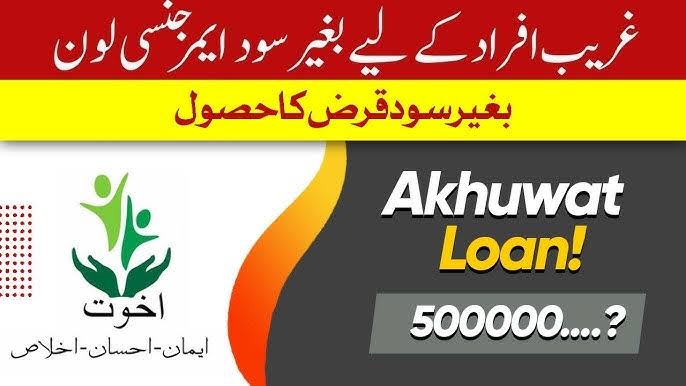 غریب افراد کے لیے بغیر سود ایمرجنسی لون
بغیر سود قرض کا حصول
اخوت
ایمان-احسان-اخلاص
Akhuwat
Loan!
500000....?